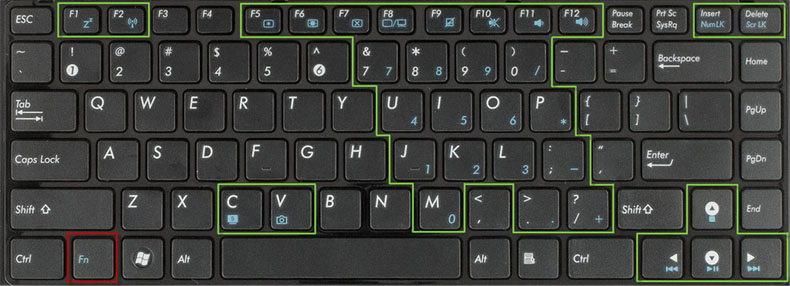 ESC F1 zz F2 F3 F4 F5 F6 F7 F8 F9 F10 F11 F12 Pause Prt Sc Insert Delete
Break SysRq NumLK Scr LK
~ ! @ # $ % ^ & * ( ) _ + Backspace Home
` 1 2 3 4 5 6 7 7 8 8 9 9 0 / - =
Tab Q W E R T Y U 4 I 5 O 6 P * { [ } ] | \ PgUp
Caps Lock A S D F G H J 1 K 2 L 3 : ; - " ' Enter PgDn
Shift Z X C V B N M 0 < , > . . ? / + Shift End
Ctrl Fn Alt Alt Ctrl